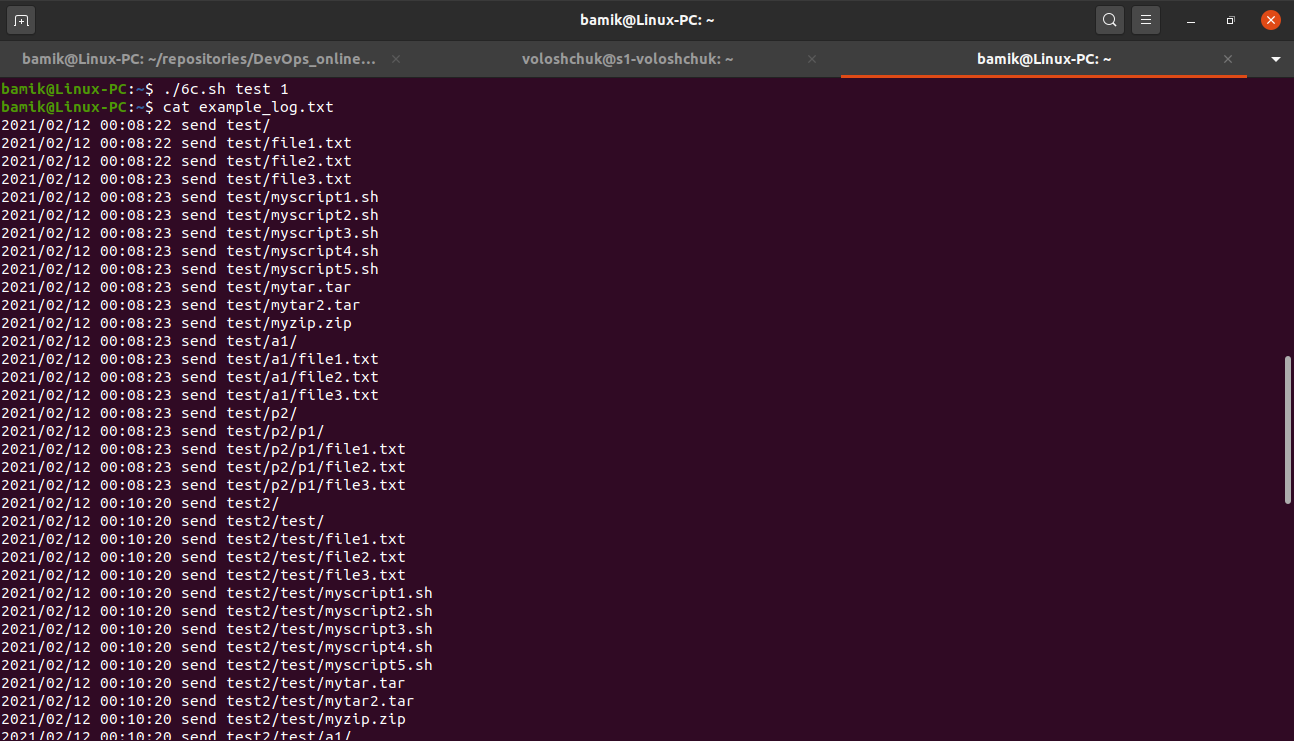 bamik@Linux-PC: ~
bamik@Linux-PC: ~/repositories/DevOps_online... voloshchuk@s1-voloshchuk: ~ bamik@Linux-PC: ~
bamik@Linux-PC:~$ ./6c.sh test 1
bamik@Linux-PC:~$ cat example_log.txt
2021/02/12 00:08:22 send test/
2021/02/12 00:08:22 send test/file1.txt
2021/02/12 00:08:22 send test/file2.txt
2021/02/12 00:08:23 send test/file3.txt
2021/02/12 00:08:23 send test/myscript1.sh
2021/02/12 00:08:23 send test/myscript2.sh
2021/02/12 00:08:23 send test/myscript3.sh
2021/02/12 00:08:23 send test/myscript4.sh
2021/02/12 00:08:23 send test/myscript5.sh
2021/02/12 00:08:23 send test/mytar.tar
2021/02/12 00:08:23 send test/mytar2.tar
2021/02/12 00:08:23 send test/myzip.zip
2021/02/12 00:08:23 send test/a1/
2021/02/12 00:08:23 send test/a1/file1.txt
2021/02/12 00:08:23 send test/a1/file2.txt
2021/02/12 00:08:23 send test/a1/file3.txt
2021/02/12 00:08:23 send test/p2/
2021/02/12 00:08:23 send test/p2/p1/
2021/02/12 00:08:23 send test/p2/p1/file1.txt
2021/02/12 00:08:23 send test/p2/p1/file2.txt
2021/02/12 00:08:23 send test/p2/p1/file3.txt
2021/02/12 00:10:20 send test2/
2021/02/12 00:10:20 send test2/test/
2021/02/12 00:10:20 send test2/test/file1.txt
2021/02/12 00:10:20 send test2/test/file2.txt
2021/02/12 00:10:20 send test2/test/file3.txt
2021/02/12 00:10:20 send test2/test/myscript1.sh
2021/02/12 00:10:20 send test2/test/myscript2.sh
2021/02/12 00:10:20 send test2/test/myscript3.sh
2021/02/12 00:10:20 send test2/test/myscript4.sh
2021/02/12 00:10:20 send test2/test/myscript5.sh
2021/02/12 00:10:20 send test2/test/mytar.tar
2021/02/12 00:10:20 send test2/test/mytar2.tar
2021/02/12 00:10:20 send test2/test/myzip.zip
2021/02/12 00:10:20 send test2/test/a1/